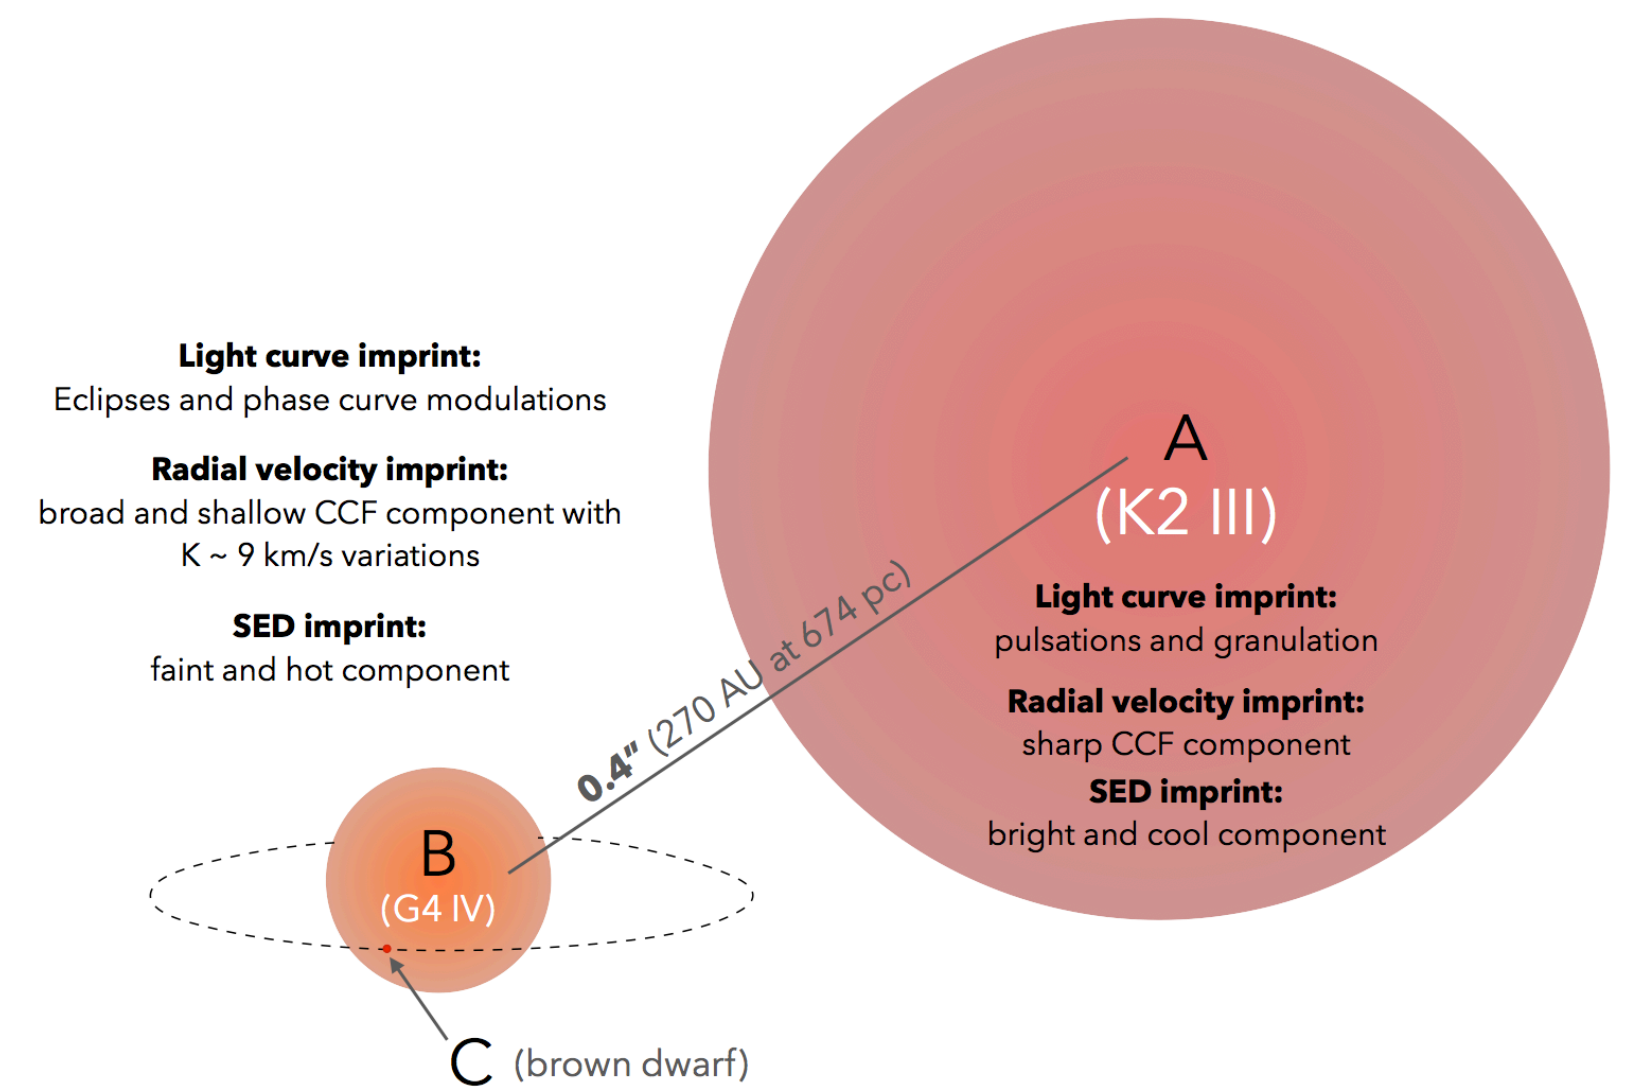 Light curve imprint:
Eclipses and phase curve modulations
Radial velocity imprint:
broad and shallow CCF component with
K ~ 9 km/s variations
SED imprint:
faint and hot component
A
(K2 III)
Light curve imprint:
pulsations and granulation
Radial velocity imprint:
sharp CCF component
SED imprint:
bright and cool component
0.4” (270 AU at 674 pc)
B
(G4 IV)
C (brown dwarf)